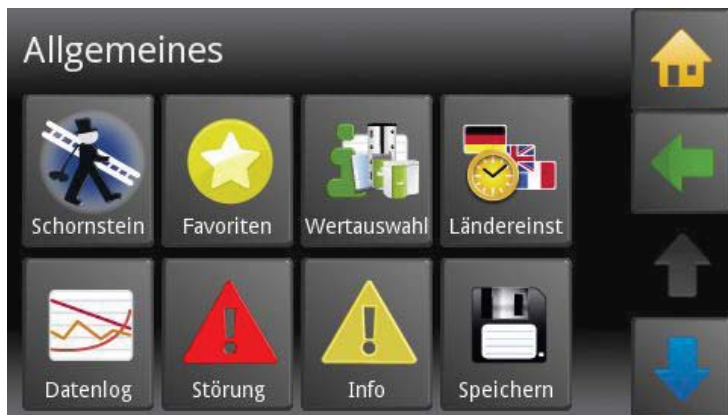 Allgemeines
Schornstein
Favoriten
Wertauswahl
Ländereinst
Datenlog
Störung
Info
Speichern